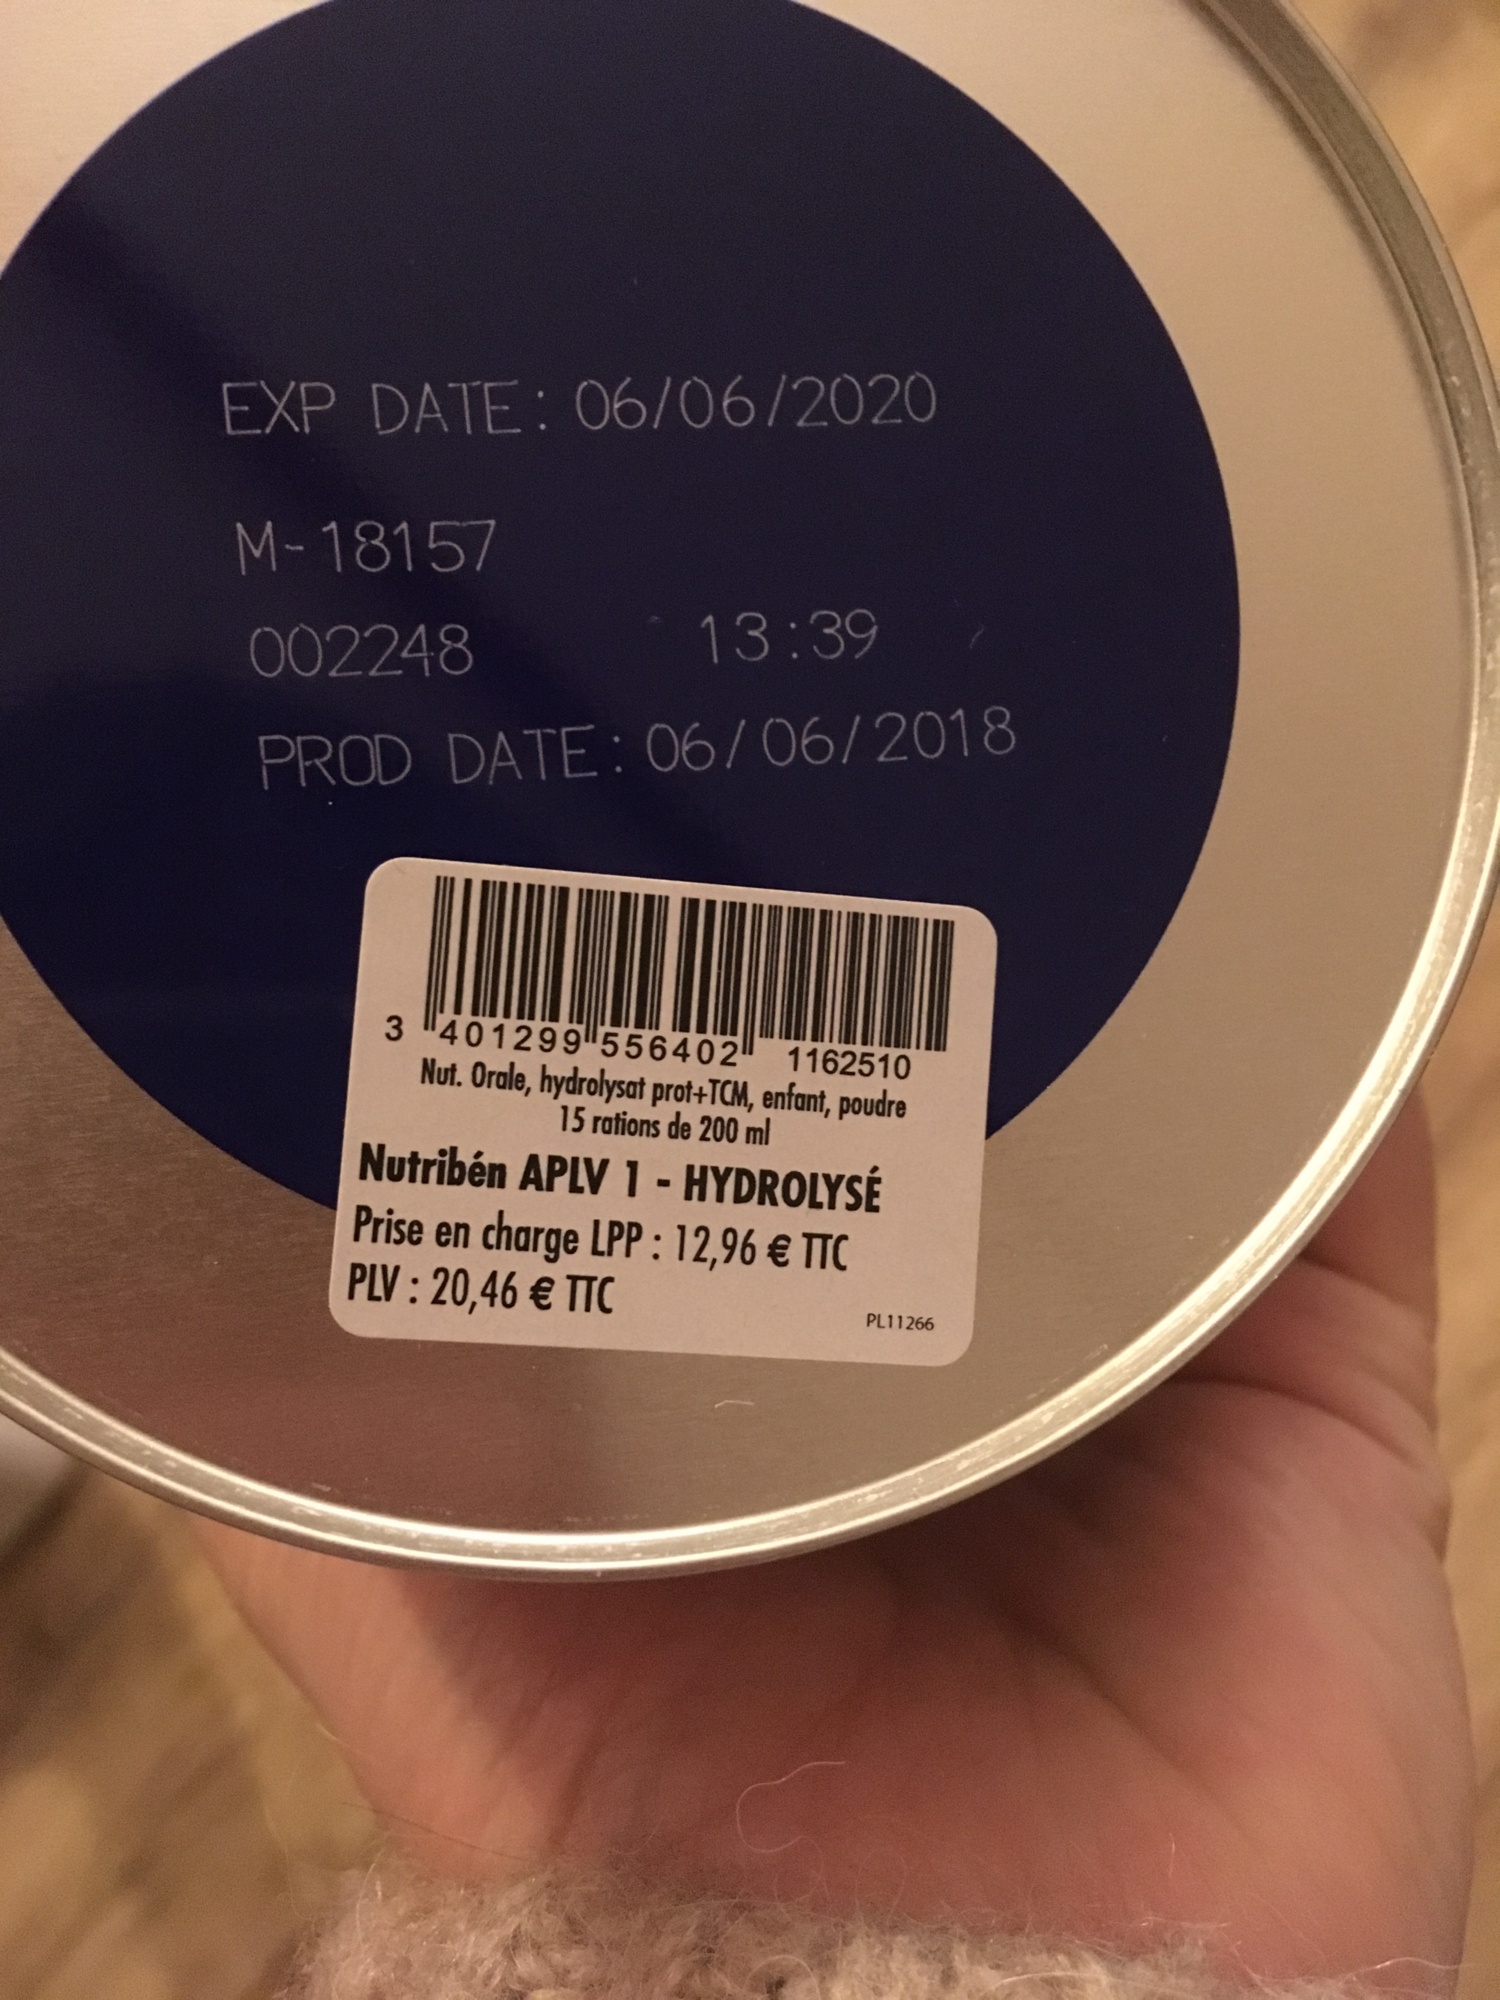 EXP DATE: 06/06/2020
M-18157
002248 13:39
PROD DATE: 06/06/2018
3 401299 556402 1162510
Nut. Orale, hydrolysat prot+TCM, enfant, poudre
15 rations de 200 ml
Nutribén APLV 1 - HYDROLYSÉ
Prise en charge LPP : 12,96 € TTC
PLV : 20,46 € TTC
PL11266